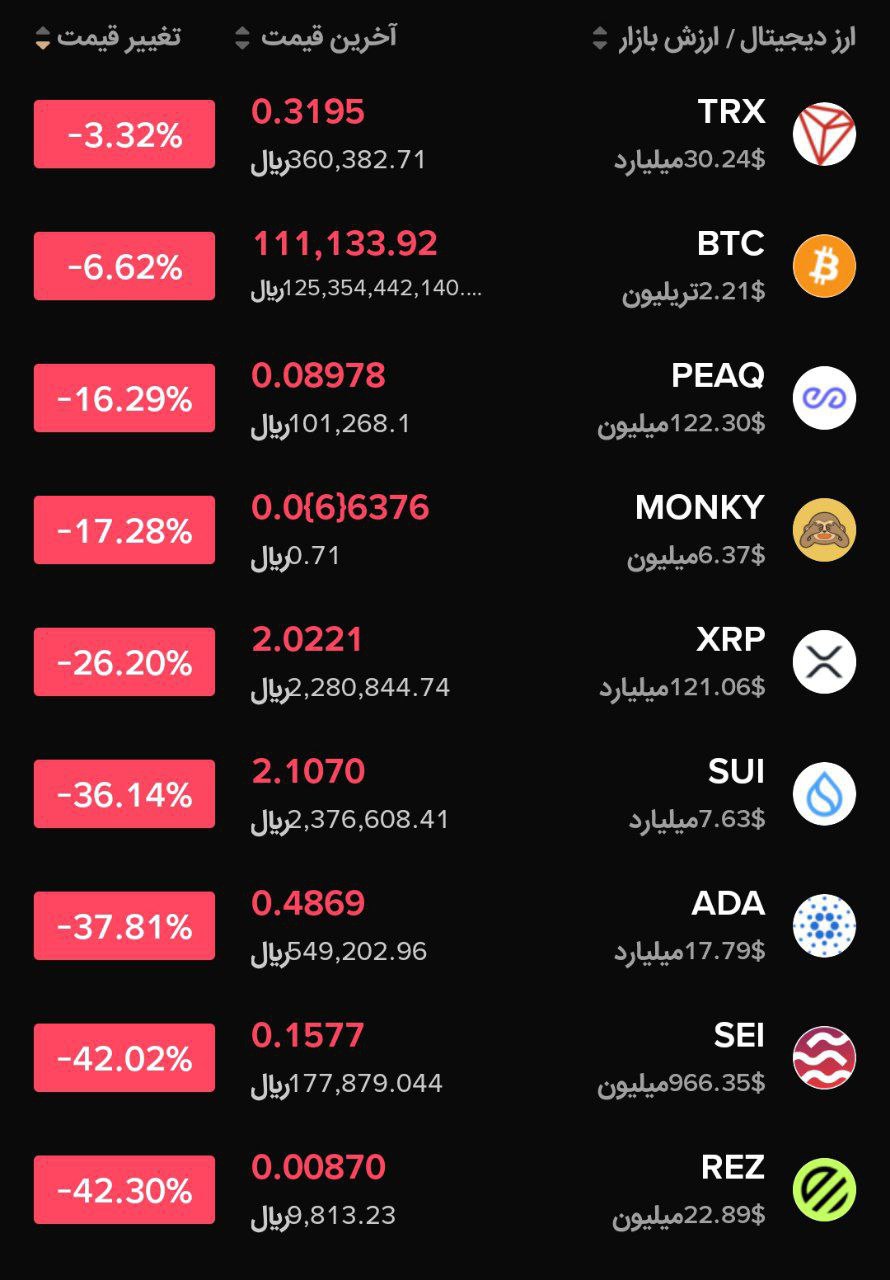 ارز دیجیتال / ارزش بازار آخرین قیمت تغییر قیمت
TRX 0.3195 -3.32%
30.24$میلیارد 360,382.71ریال
BTC 111,133.92 -6.62%
2.21$تریلیون 125,354,442,140....ریال
PEAQ 0.08978 -16.29%
122.30$میلیون 101,268.1ریال
MONKY 0.0{6}6376 -17.28%
6.37$میلیون 0.71ریال
XRP 2.0221 -26.20%
121.06$میلیارد 2,280,844.74ریال
SUI 2.1070 -36.14%
7.63$میلیارد 2,376,608.41ریال
ADA 0.4869 -37.81%
17.79$میلیارد 549,202.96ریال
SEI 0.1577 -42.02%
966.35$میلیون 177,879.044ریال
REZ 0.00870 -42.30%
22.89$میلیون 9,813.23ریال